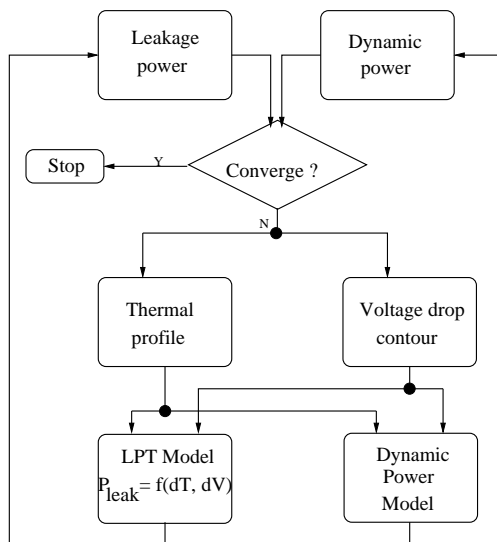 Leakage
power
Dynamic
power
Stop
Y
Converge ?
N
Thermal
profile
Voltage drop
contour
LPT Model
P_leak = f(dT, dV)
Dynamic
Power
Model